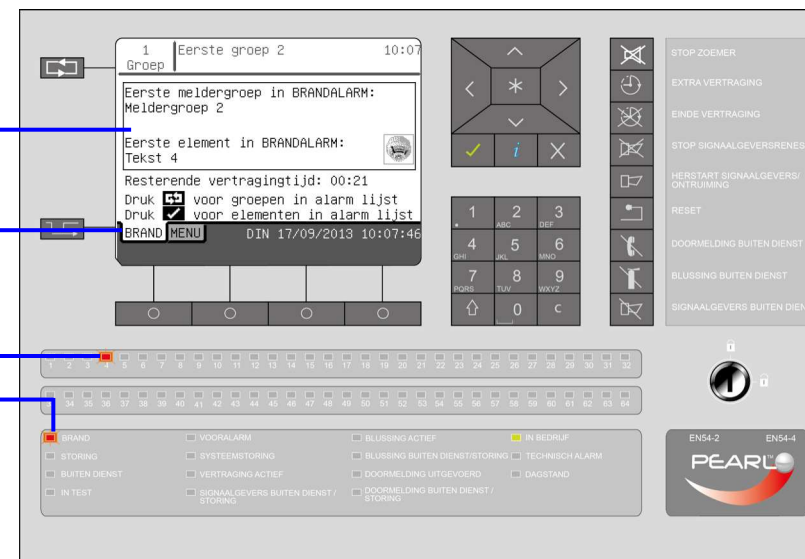 1 Eerste groep 2 10:07
Groep
Eerste meldergroep in BRANDALARM:
Meldergroep 2
Eerste element in BRANDALARM:
Tekst 4
Resterende vertragingtijd: 00:21
Druk voor groepen in alarm lijst
Druk voor elementen in alarm lijst
BRAND MENU DIN 17/09/2013 10:07:46
i
1 2 ABC 3 DEF
4 GHI 5 JKL 6 MNO
7 PQRS 8 TUV 9 WXYZ
0 C
STOP ZOEMER
EXTRA VERTRAGING
EINDE VERTRAGING
STOP SIGNAALGEVERSRENES
HERSTART SIGNAALGEVERS/
ONTRUIMING
RESET
DOORMELDING BUITEN DIENST
BLUSSING BUITEN DIENST
SIGNAALGEVERS BUITEN DIEN
1 2 3 4 5 6 7 8 9 10 11 12 13 14 15 16 17 18 19 20 21 22 23 24 25 26 27 28 29 30 31 32
34 35 36 37 38 39 40 41 42 43 44 45 46 47 48 49 50 51 52 53 54 55 56 57 58 59 60 61 62 63 64
BRAND VOORALARM BLUSSING ACTIEF IN BEDRIJF
STORING SYSTEEMSTORING BLUSSING BUITEN DIENST/STORING TECHNISCH ALARM
BUITEN DIENST VERTRAGING ACTIEF DOORMELDING UITGEVOERD DAGSTAND
IN TEST SIGNAALGEVERS BUITEN DIENST /
STORING
DOORMELDING BUITEN DIENST /
STORING
EN54-2 EN54-4
PEARL™